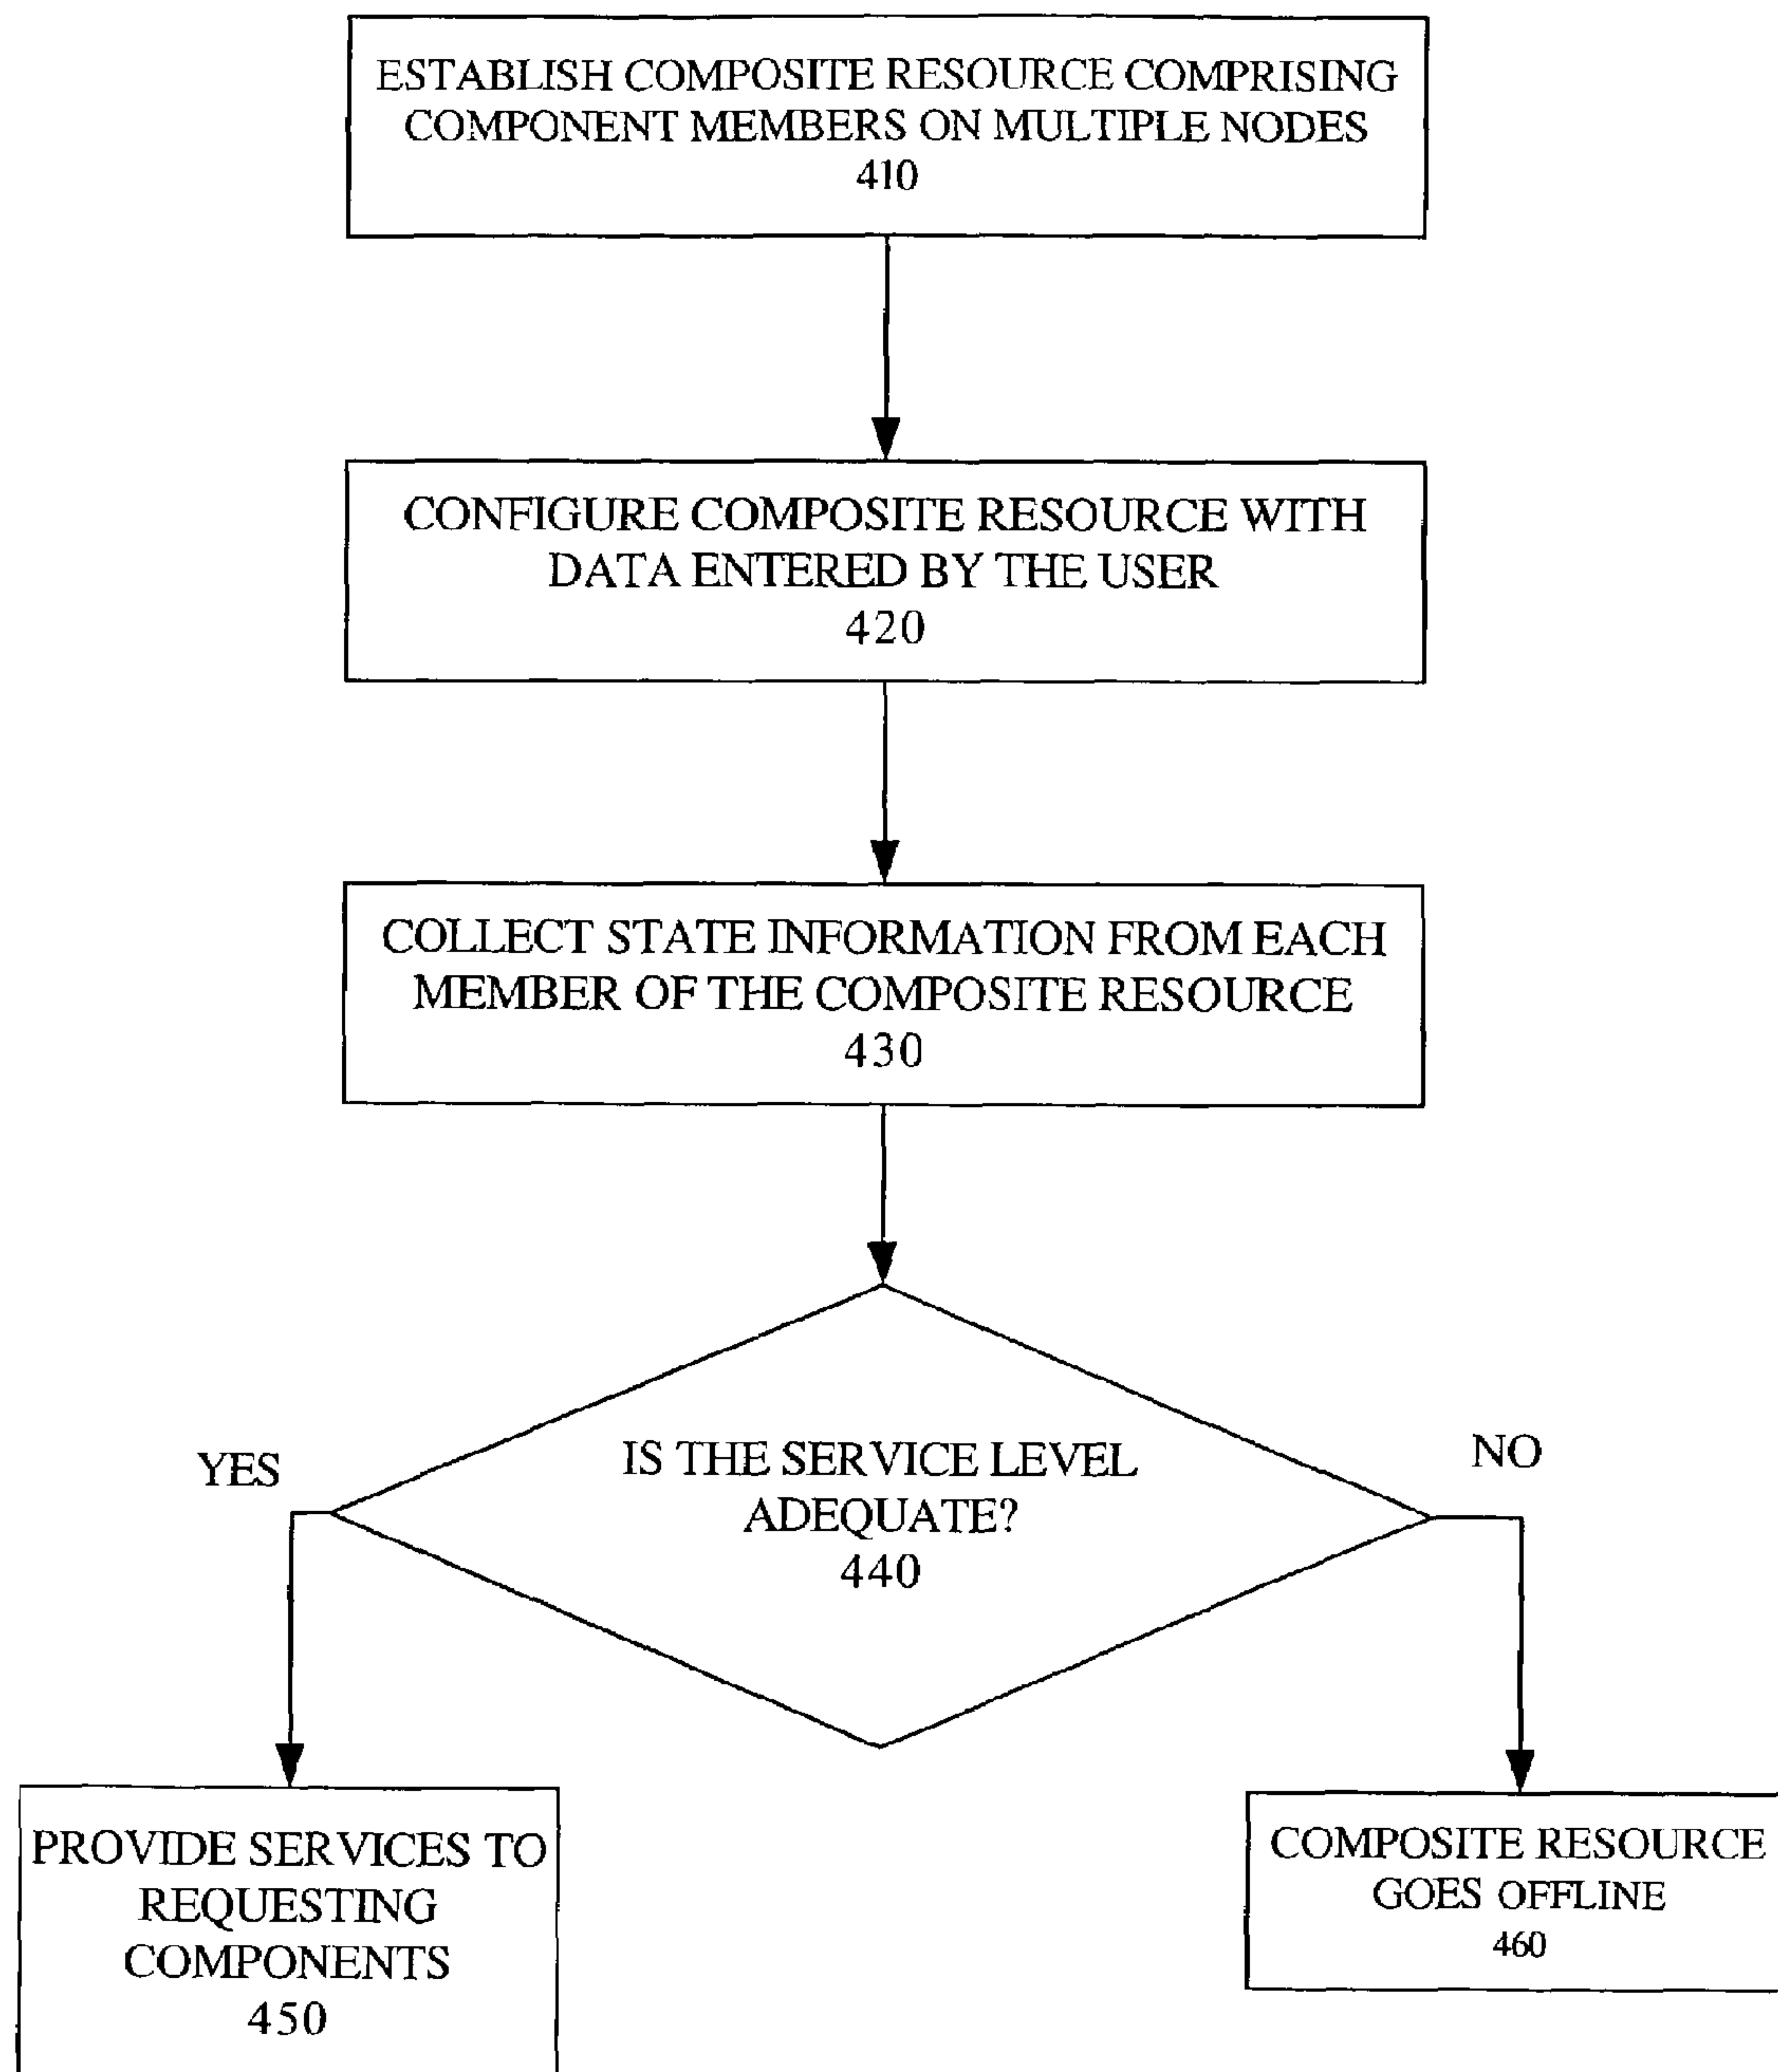 ESTABLISH COMPOSITE RESOURCE COMPRISING
COMPONENT MEMBERS ON MULTIPLE NODES
410
CONFIGURE COMPOSITE RESOURCE WITH
DATA ENTERED BY THE USER
420
COLLECT STATE INFORMATION FROM EACH
MEMBER OF THE COMPOSITE RESOURCE
430
IS THE SERVICE LEVEL
ADEQUATE?
440
YES
NO
PROVIDE SERVICES TO
REQUESTING
COMPONENTS
450
COMPOSITE RESOURCE
GOES OFFLINE
460